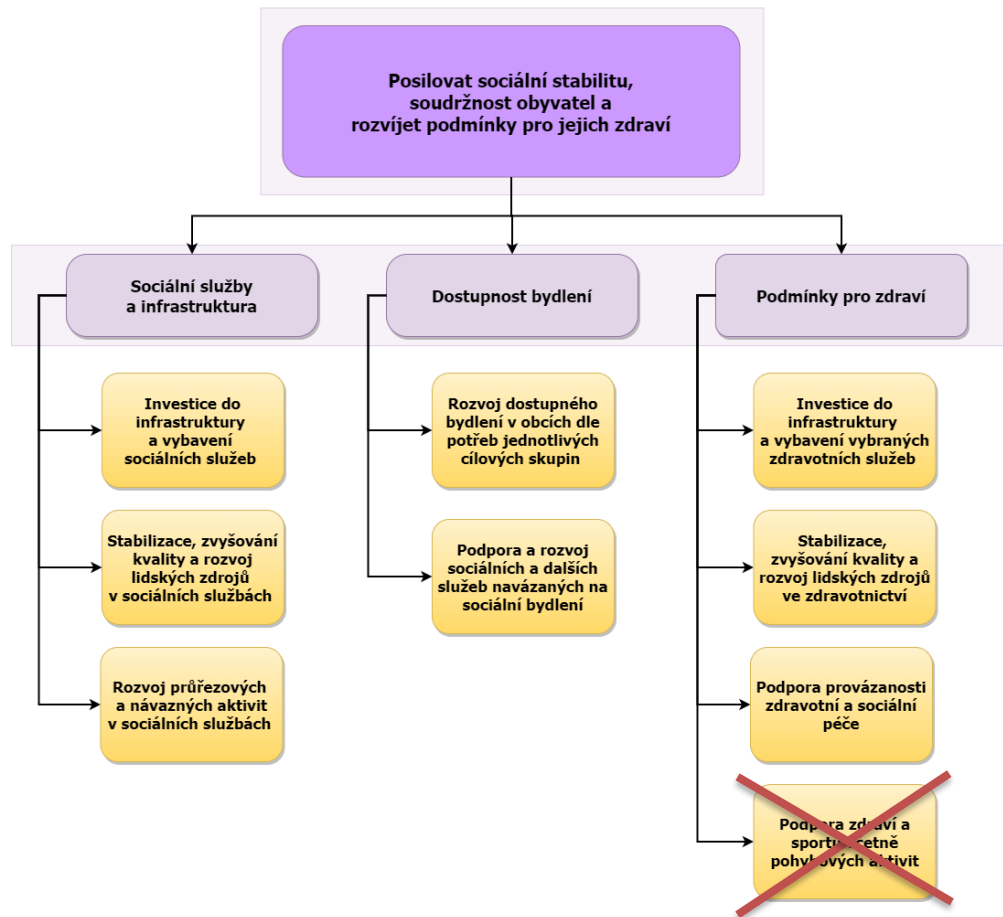 Posilovat sociální stabilitu,
soudržnost obyvatel a
rozvíjet podmínky pro jejich zdraví
Sociální služby
a infrastruktura
Dostupnost bydlení
Podmínky pro zdraví
Investice do
infrastruktury
a vybavení
sociálních služeb
Stabilizace, zvyšování
kvality a rozvoj
lidských zdrojů
v sociálních službách
Rozvoj průřezových
a návazných aktivit
v sociálních službách
Rozvoj dostupného
bydlení v obcích dle
potřeb jednotlivých
cílových skupin
Podpora a rozvoj
sociálních a dalších
služeb navázaných na
sociální bydlení
Investice do
infrastruktury
a vybavení vybraných
zdravotních služeb
Stabilizace,
zvyšování kvality a
rozvoj lidských zdrojů
ve zdravotnictví
Podpora provázanosti
zdravotní a sociální
péče
Podpora zdraví a
sportu včetně
pohybových aktivit